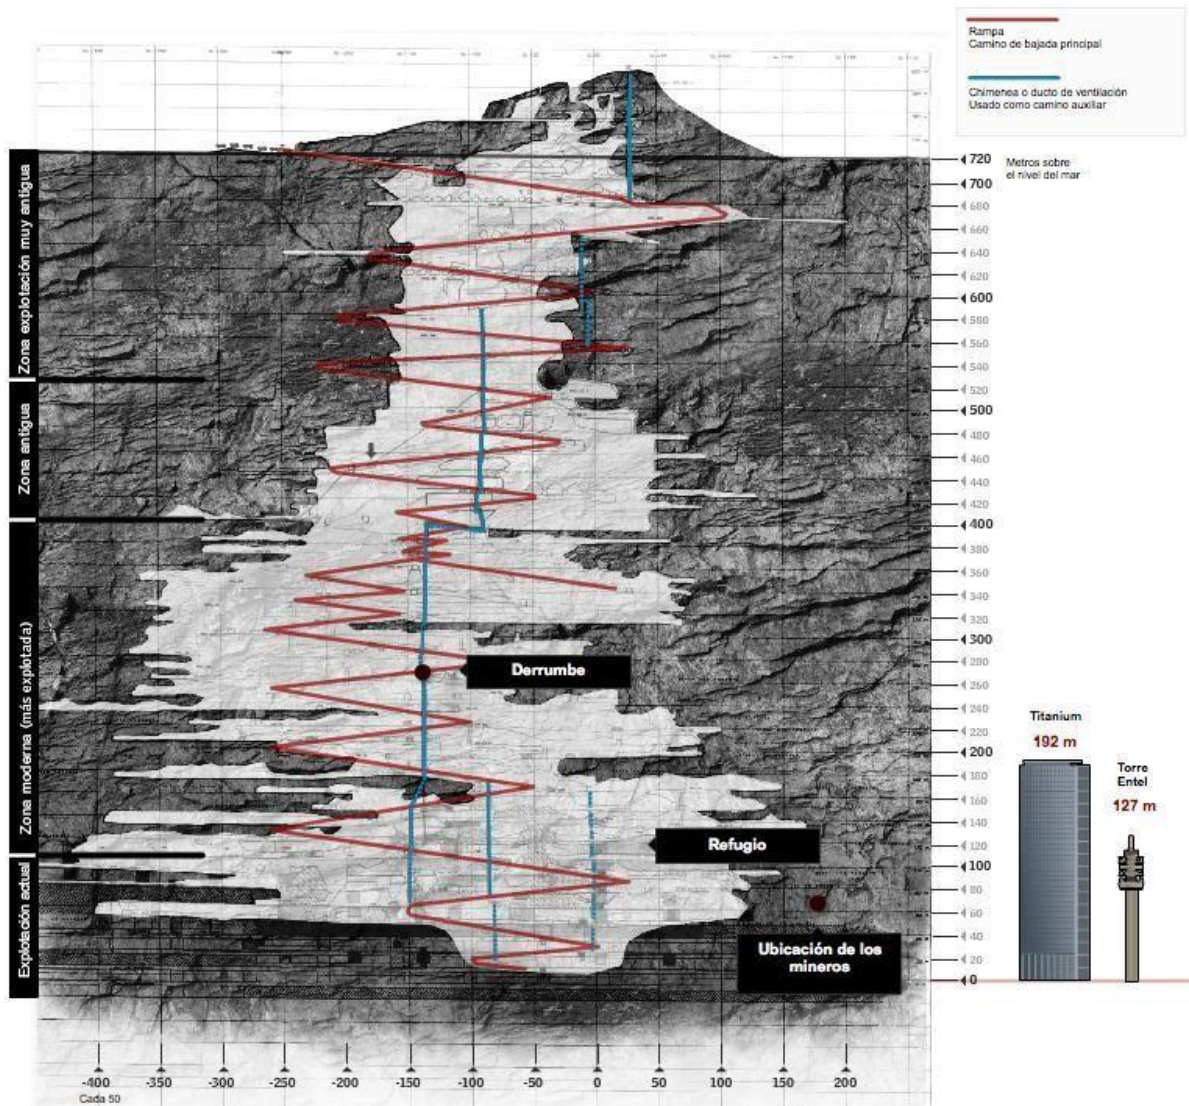 Rampa
Camino de bajada principal
Chimenea o ducto de ventilación
Usado como camino auxiliar
Metros sobre
el nivel del mar
720
700
680
660
640
620
600
580
560
540
520
500
480
460
440
420
400
380
360
340
320
300
280
260
240
220
200
180
160
140
120
100
80
60
40
20
0
Zona explotación muy antigua
Zona antigua
Zona moderna (más explotada)
Explotación actual
Derrumbe
Refugio
Ubicación de los
mineros
Titanium
192 m
Torre
Entel
127 m
-400
-350
-300
-250
-200
-150
-100
-50
0
50
100
150
200
Cada 50